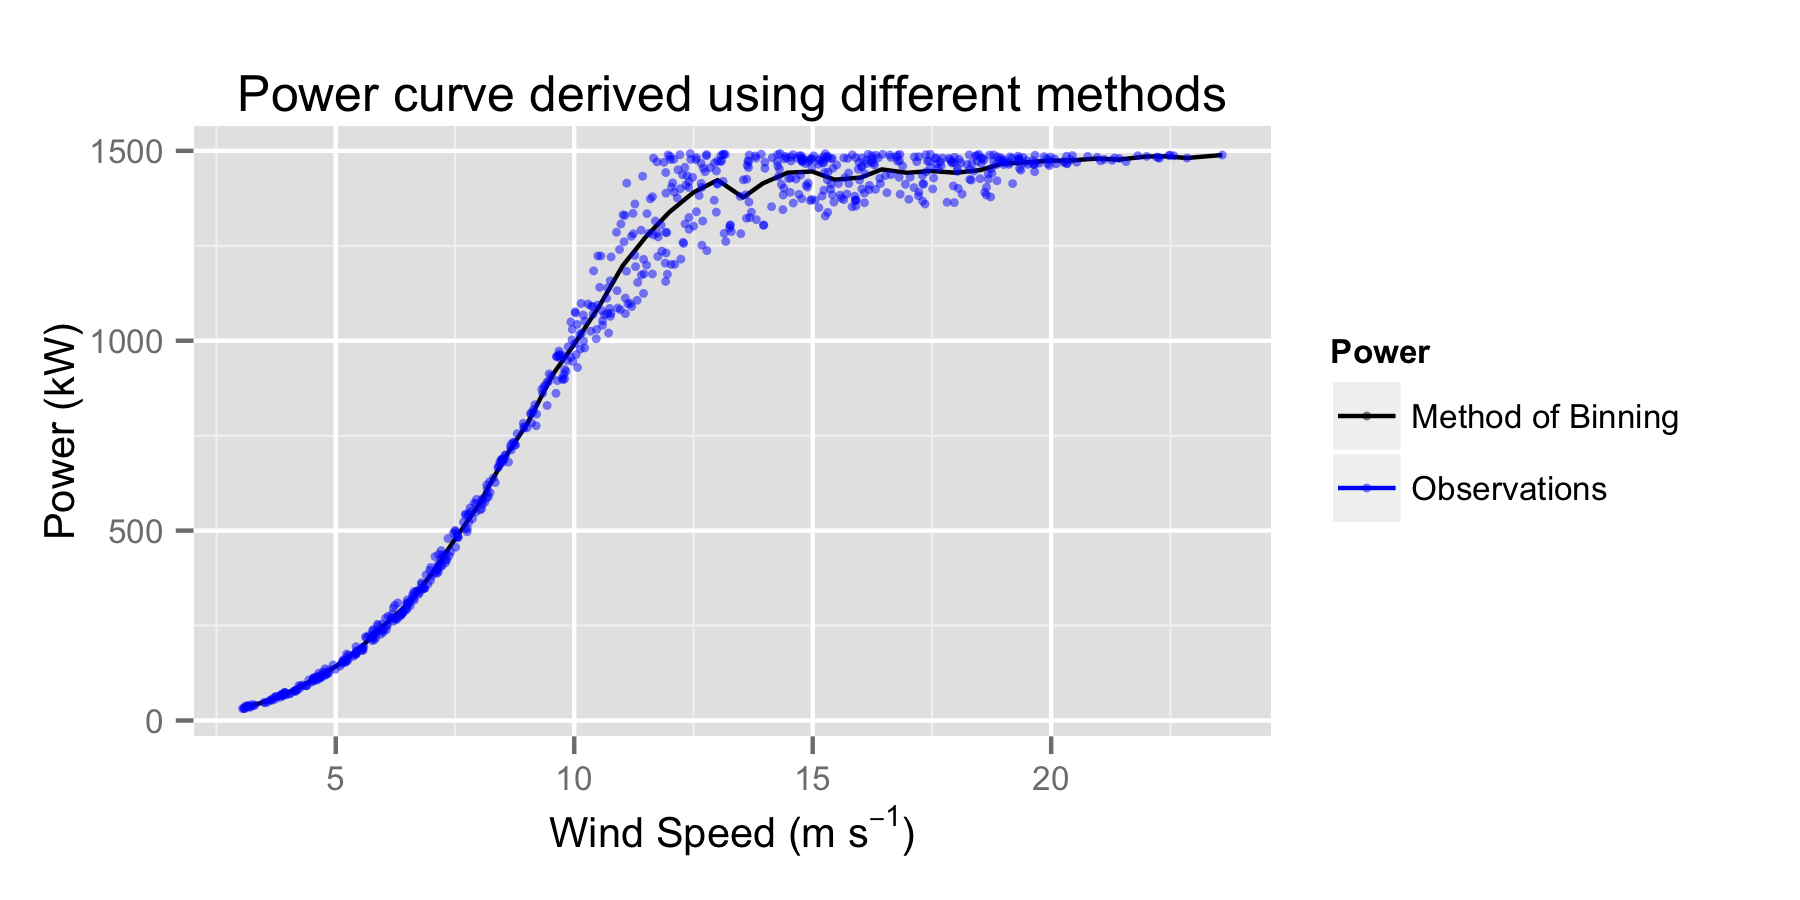 Power curve derived using different methods
1500
1000
500
0
Power (kW)
5 10 15 20
Wind Speed (m s⁻¹)
Power
Method of Binning
Observations